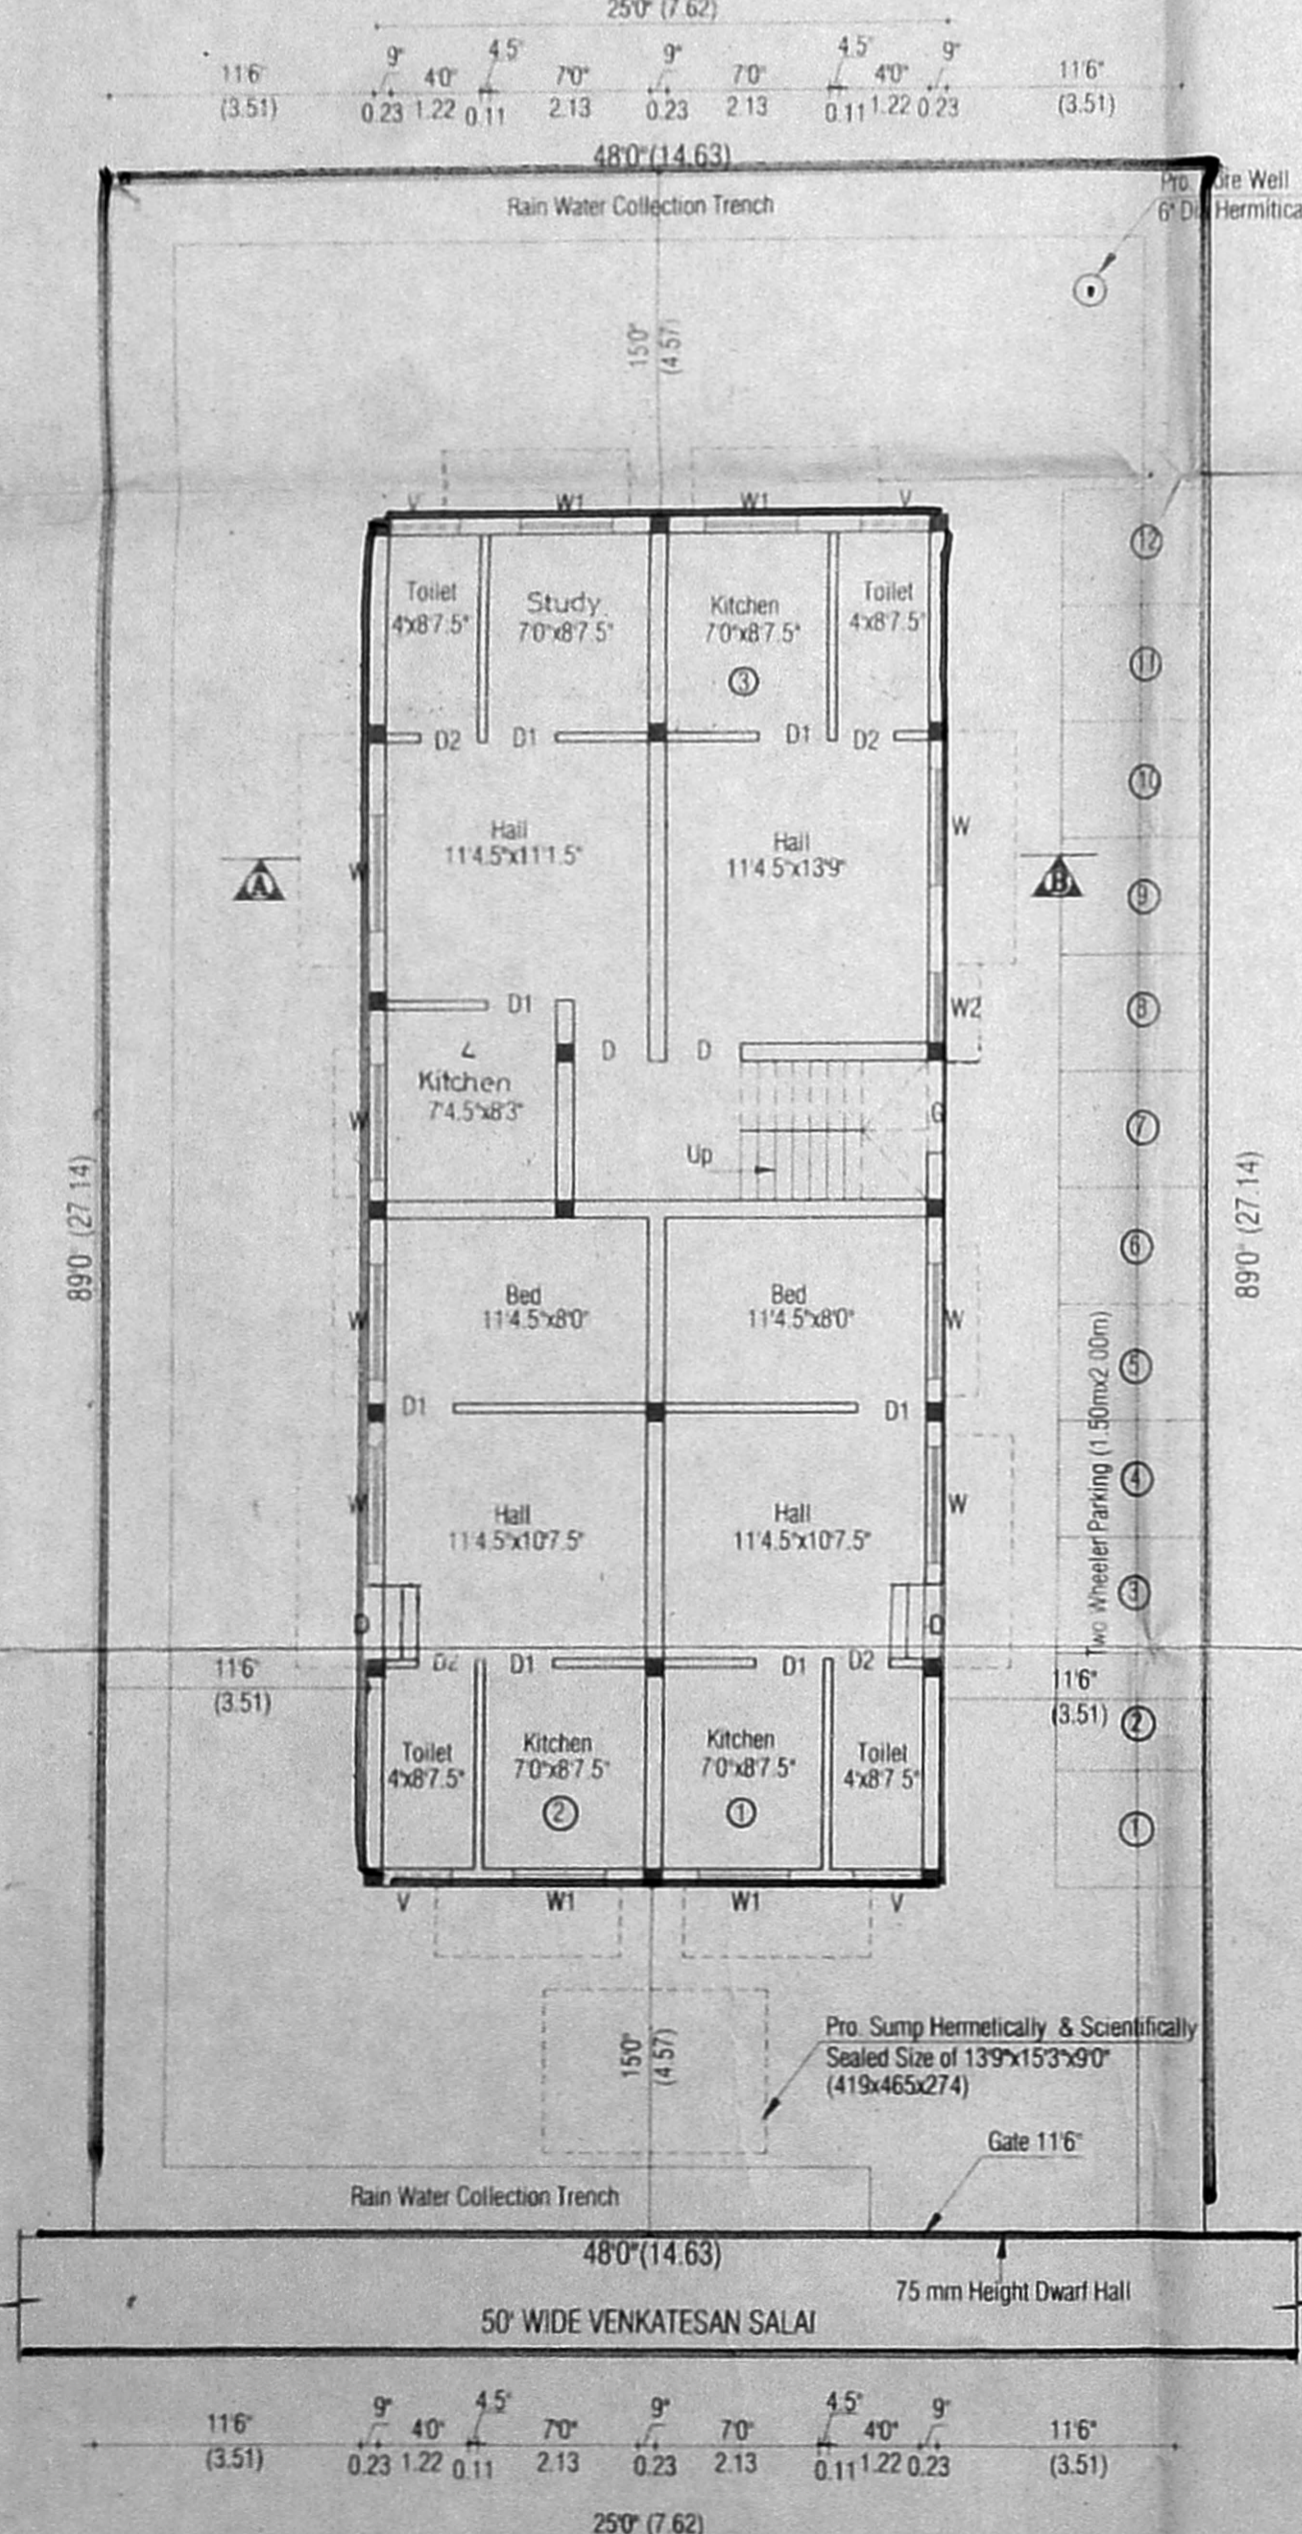 25'0" (7.62)
9" 4.5" 9" 4.5" 9"
11'6" 4'0" 7'0" 7'0" 4'0" 11'6"
(3.51) 0.23 1.22 0.11 2.13 0.23 2.13 0.11 1.22 0.23 (3.51)
48'0"(14.63)
Pro. Bore Well
Rain Water Collection Trench
6" Dia Hermitica
15'0"
(4.57)
V W1 W1 V
12
Toilet
4'x8'7.5"
Study
7'0"x8'7.5"
Kitchen
7'0"x8'7.5"
3
Toilet
4'x8'7.5"
11
D2 D1 D1 D2
10
Hall
11'4.5"x11'1.5"
Hall
11'4.5"x13'9"
W
W
A
B
9
D1
W2
8
D D
Kitchen
7'4.5"x8'3"
W
G
7
Up
89'0" (27.14)
89'0" (27.14)
6
Bed
11'4.5"x8'0"
Bed
11'4.5"x8'0"
W
W
5
D1 D1
Two Wheeler Parking (1.50mx2.00m)
4
Hall
11'4.5"x10'7.5"
Hall
11'4.5"x10'7.5"
W
W
3
D
D
D2 D1 D1 D2
11'6"
(3.51)
11'6"
(3.51)
2
Toilet
4'x8'7.5"
Kitchen
7'0"x8'7.5"
2
Kitchen
7'0"x8'7.5"
1
Toilet
4'x8'7.5"
1
V W1 W1 V
15'0"
(4.57)
Pro. Sump Hermetically & Scientifically
Sealed Size of 13'9"x15'3"x9'0"
(419x465x274)
Gate 11'6"
Rain Water Collection Trench
48'0"(14.63)
75 mm Height Dwarf Hall
50' WIDE VENKATESAN SALAI
9" 4.5" 9" 4.5" 9"
11'6" 4'0" 7'0" 7'0" 4'0" 11'6"
(3.51) 0.23 1.22 0.11 2.13 0.23 2.13 0.11 1.22 0.23 (3.51)
25'0" (7.62)